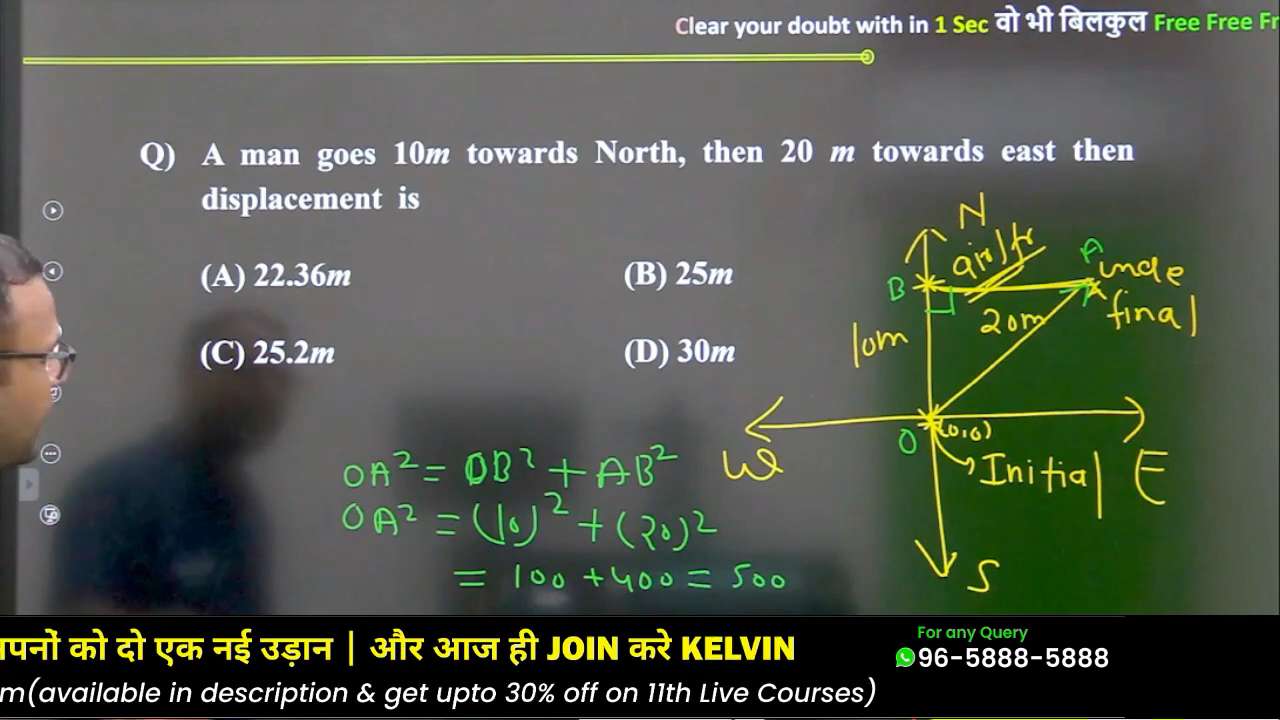 Clear your doubt with in 1 Sec वो भी बिलकुल Free Free Fr
Q) A man goes 10m towards North, then 20 m towards east then
displacement is
(A) 22.36m
(B) 25m
(C) 25.2m
(D) 30m
N
B
A
final
20m
10m
(0,0)
O
Initial
W
E
S
OA² = OB² + AB²
OA² = (10)² + (20)²
= 100 + 400 = 500
पनों को दो एक नई उड़ान | और आज ही JOIN करे KELVIN
m(available in description & get upto 30% off on 11th Live Courses)
For any Query
96-5888-5888